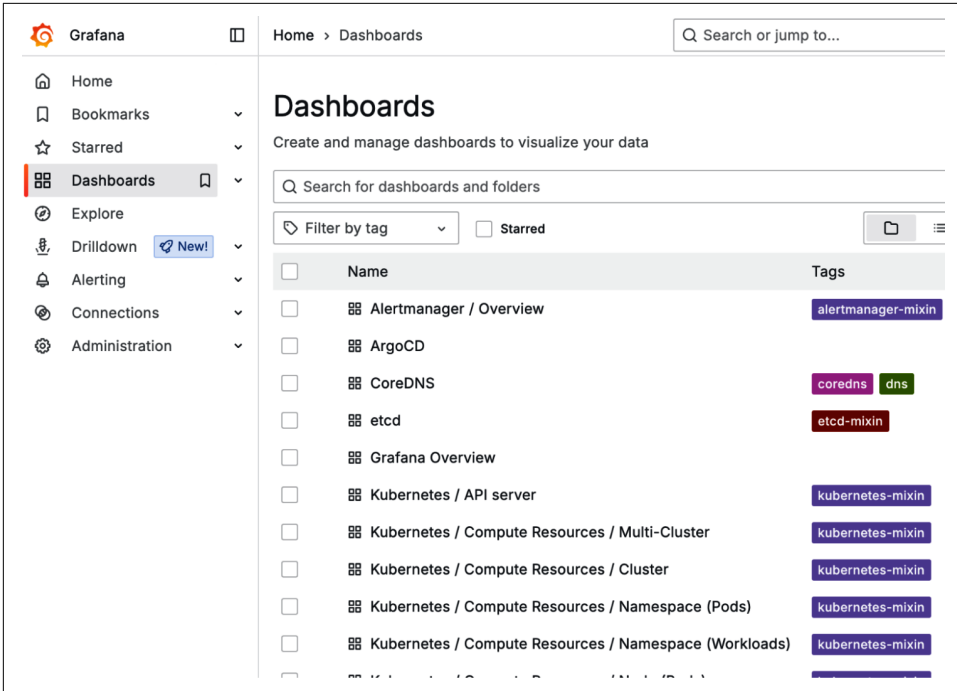 Grafana
Home
Bookmarks
Starred
Dashboards
Explore
Drilldown New!
Alerting
Connections
Administration
Home > Dashboards
Search or jump to...
Dashboards
Create and manage dashboards to visualize your data
Search for dashboards and folders
Filter by tag Starred
Name Tags
Alertmanager / Overview alertmanager-mixin
ArgoCD
CoreDNS coredns dns
etcd etcd-mixin
Grafana Overview
Kubernetes / API server kubernetes-mixin
Kubernetes / Compute Resources / Multi-Cluster kubernetes-mixin
Kubernetes / Compute Resources / Cluster kubernetes-mixin
Kubernetes / Compute Resources / Namespace (Pods) kubernetes-mixin
Kubernetes / Compute Resources / Namespace (Workloads) kubernetes-mixin